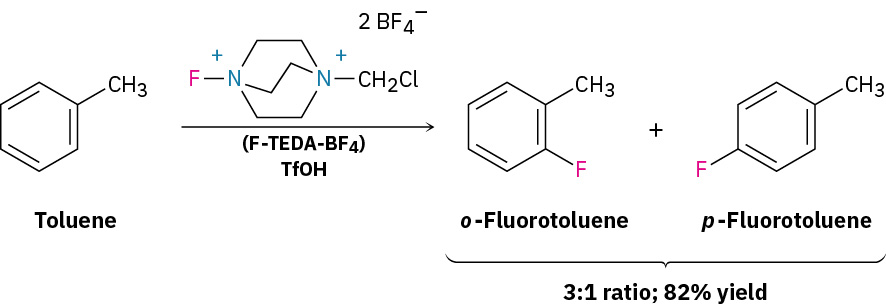 2 BF₄⁻
CH₃
F—N⁺ ⁺N—CH₂Cl
CH₃
F
+
CH₃
F
(F-TEDA-BF₄)
TfOH
Toluene
o-Fluorotoluene
p-Fluorotoluene
3:1 ratio; 82% yield